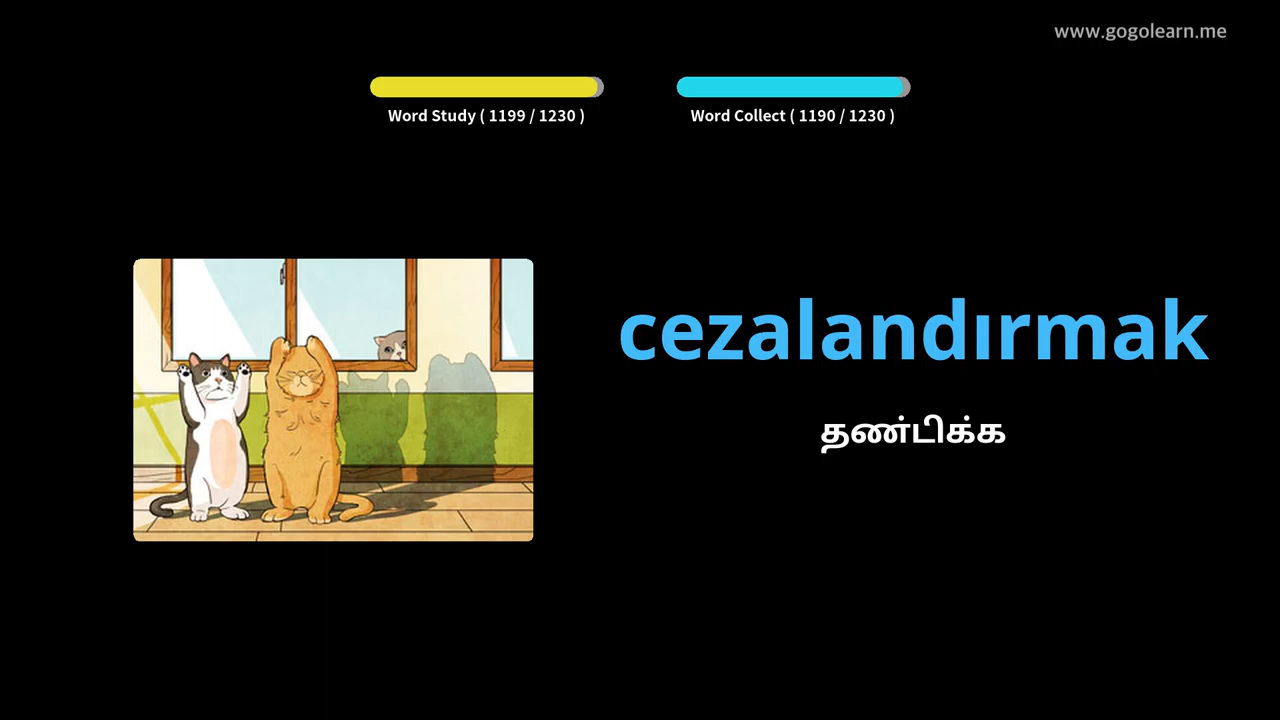 www.gogolearn.me
Word Study ( 1199 / 1230 )
Word Collect ( 1190 / 1230 )
cezalandırmak
தண்டிக்க